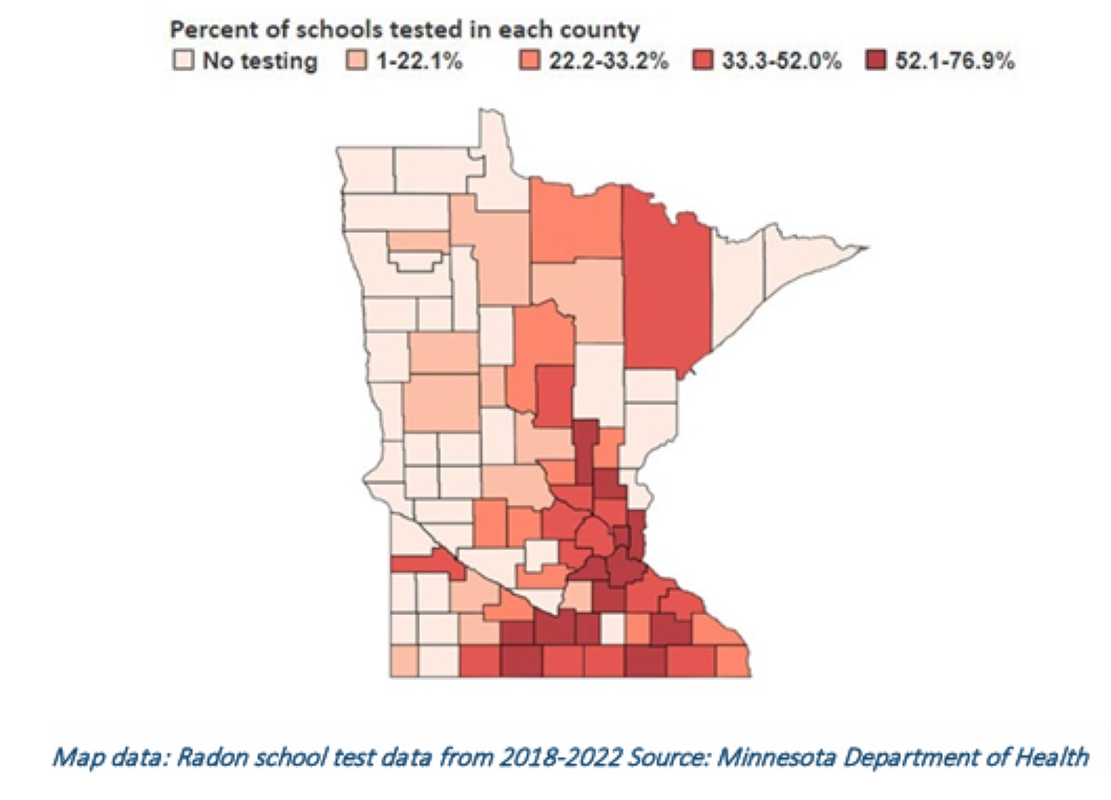 Percent of schools tested in each county
No testing 1-22.1% 22.2-33.2% 33.3-52.0% 52.1-76.9%
Map data: Radon school test data from 2018-2022 Source: Minnesota Department of Health